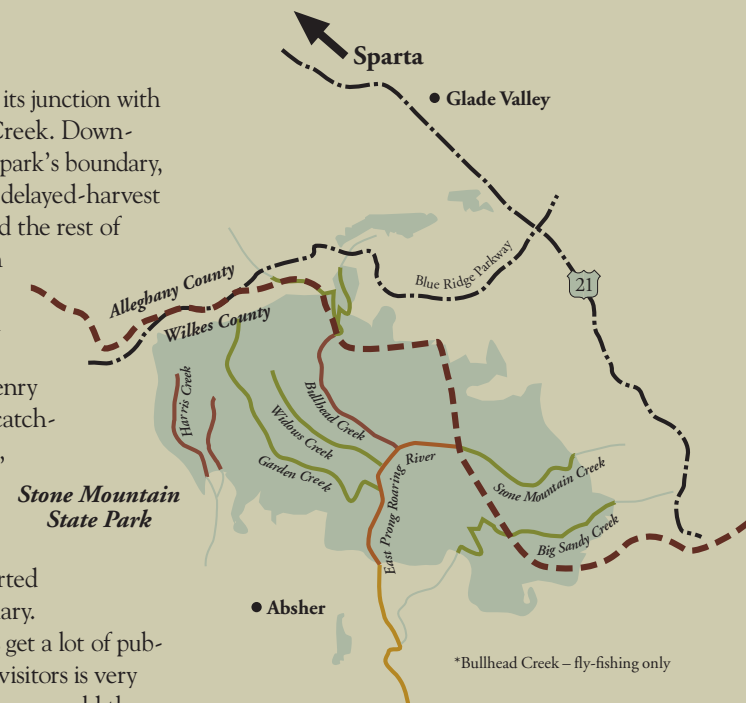 its junction with
Creek. Down-
park's boundary,
delayed-harvest
d the rest of
enry
catch-
,
rted
ary.
get a lot of pub-
visitors is very
Sparta
Glade Valley
21
Blue Ridge Parkway
Alleghany County
Wilkes County
Harris Creek
Bullhead Creek
Widows Creek
Garden Creek
East Prong Roaring River
Stone Mountain Creek
Big Sandy Creek
Stone Mountain
State Park
Absher
*Bullhead Creek – fly-fishing only